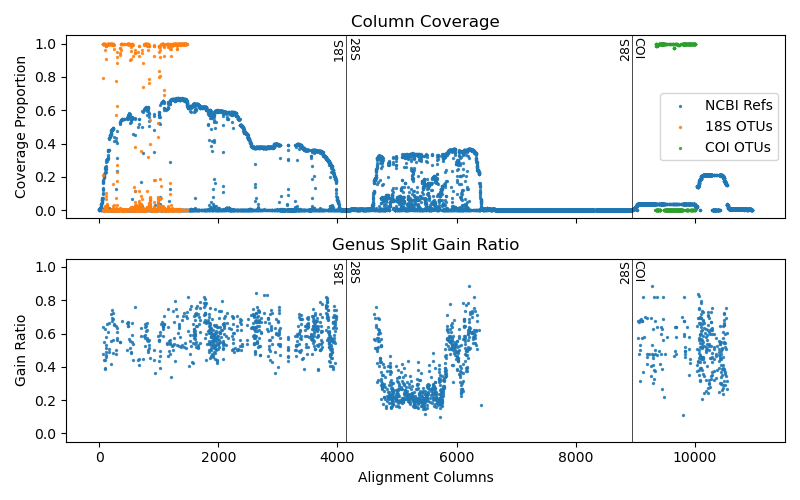 Column Coverage
Coverage Proportion
1.0
0.8
0.6
0.4
0.2
0.0
18S
28S
28S
COI
NCBI Refs
18S OTUs
COI OTUs
Genus Split Gain Ratio
Gain Ratio
1.0
0.8
0.6
0.4
0.2
0.0
18S
28S
28S
COI
0 2000 4000 6000 8000 10000
Alignment Columns